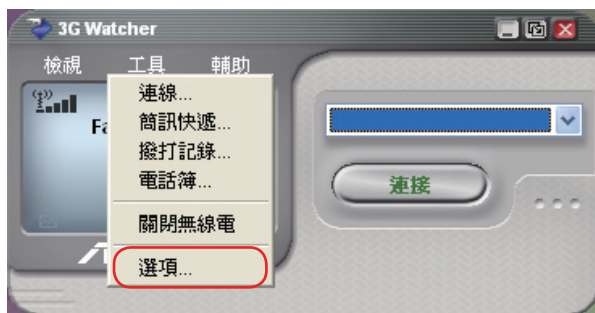 3G Watcher
檢視 工具 輔助
連線...
簡訊快遞...
撥打記錄...
電話簿...
關閉無線電
選項...
連接